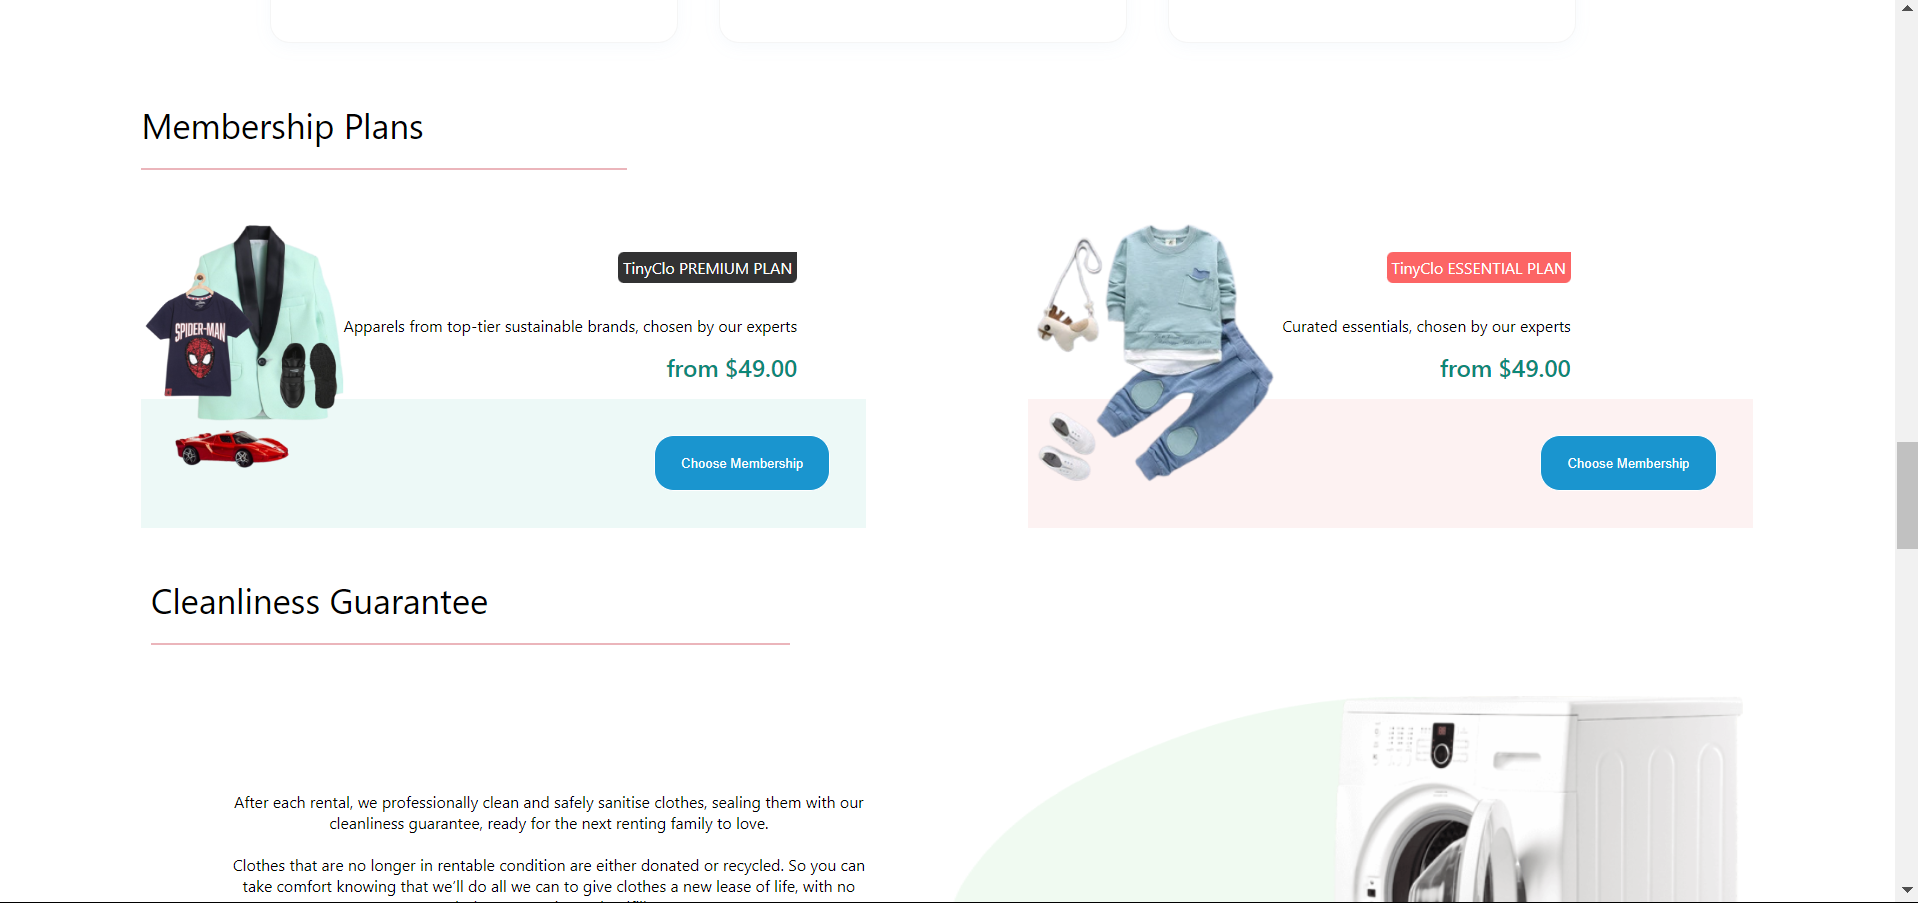 Membership Plans
TinyClo PREMIUM PLAN
SPIDER-MAN
Apparels from top-tier sustainable brands, chosen by our experts
from $49.00
Choose Membership
TinyClo ESSENTIAL PLAN
Curated essentials, chosen by our experts
from $49.00
Choose Membership
Cleanliness Guarantee
After each rental, we professionally clean and safely sanitise clothes, sealing them with our
cleanliness guarantee, ready for the next renting family to love.
Clothes that are no longer in rentable condition are either donated or recycled. So you can
take comfort knowing that we'll do all we can to give clothes a new lease of life, with no